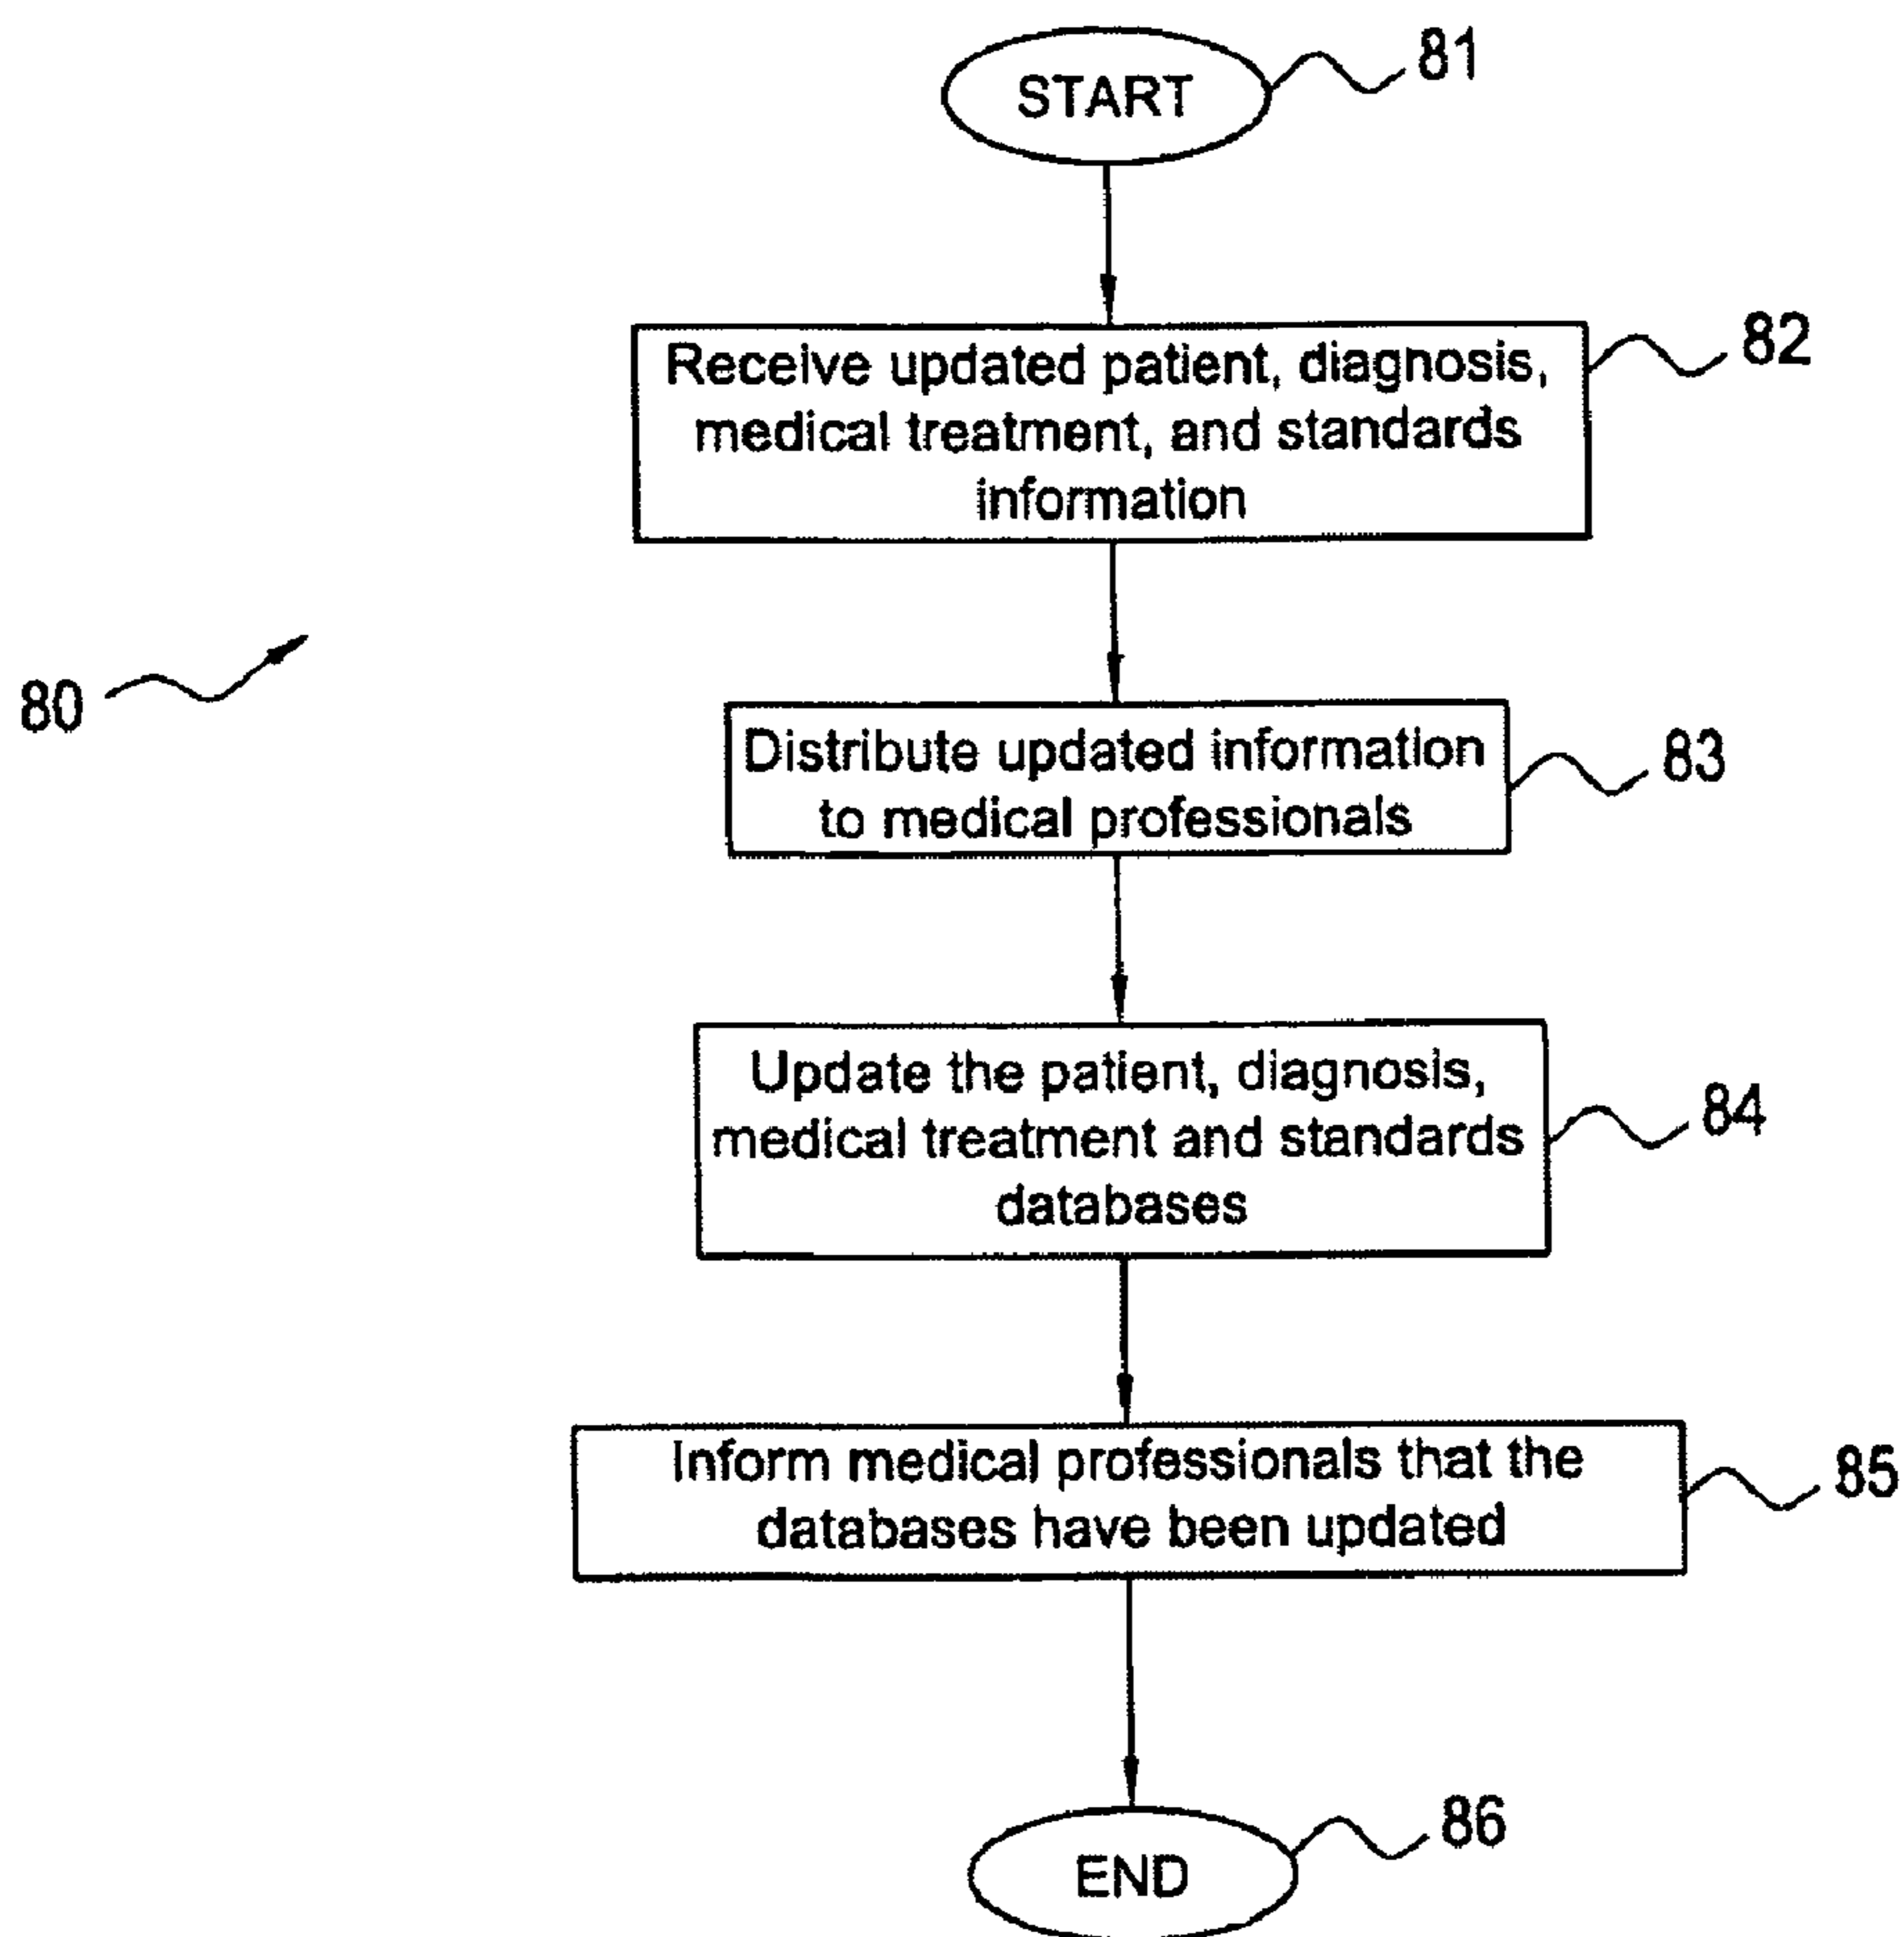 START
81
Receive updated patient, diagnosis,
medical treatment, and standards
information
82
80
Distribute updated information
to medical professionals
83
Update the patient, diagnosis,
medical treatment and standards
databases
84
Inform medical professionals that the
databases have been updated
85
END
86